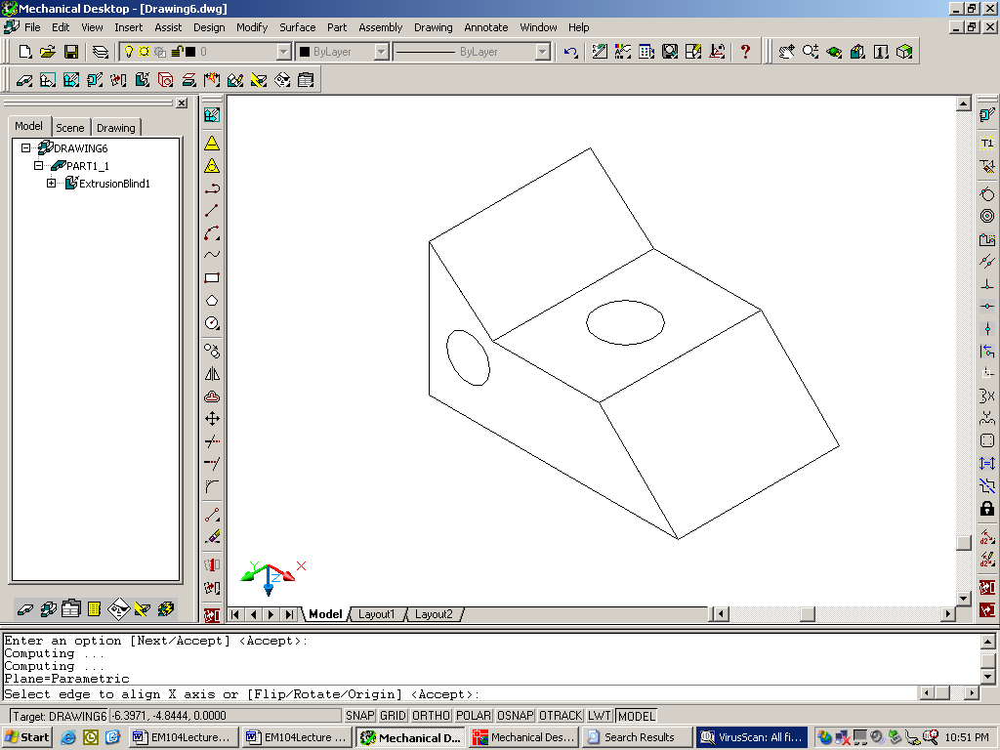 Mechanical Desktop - [Drawing6.dwg]
File Edit View Insert Assist Design Modify Surface Part Assembly Drawing Annotate Window Help
0 ByLayer ByLayer
Model Scene Drawing
DRAWING6
PART1_1
ExtrusionBlind1
T1
3x
d2
d2
Y Z X
Model Layout1 Layout2
Enter an option [Next/Accept] <Accept>:
Computing ...
Computing ...
Plane=Parametric
Select edge to align X axis or [Flip/Rotate/Origin] <Accept>:
Target: DRAWING6 -6.3971, -4.8444, 0.0000 SNAP GRID ORTHO POLAR OSNAP OTRACK LWT MODEL
Start EM104Lecture... EM104Lecture ... Mechanical D... Mechanical Des... Search Results VirusScan: All fi... 10:51 PM